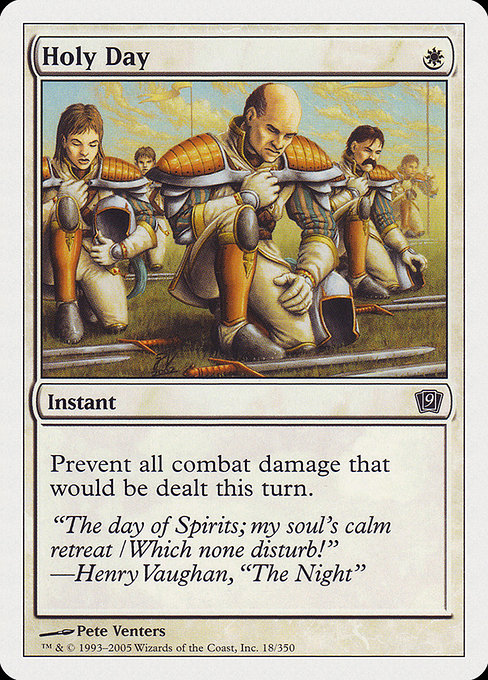 Holy Day
Instant
9
Prevent all combat damage that
would be dealt this turn.
“The day of Spirits; my soul’s calm
retreat / Which none disturb!”
—Henry Vaughan, “The Night”
Pete Venters
™ & © 1993–2005 Wizards of the Coast, Inc. 18/350